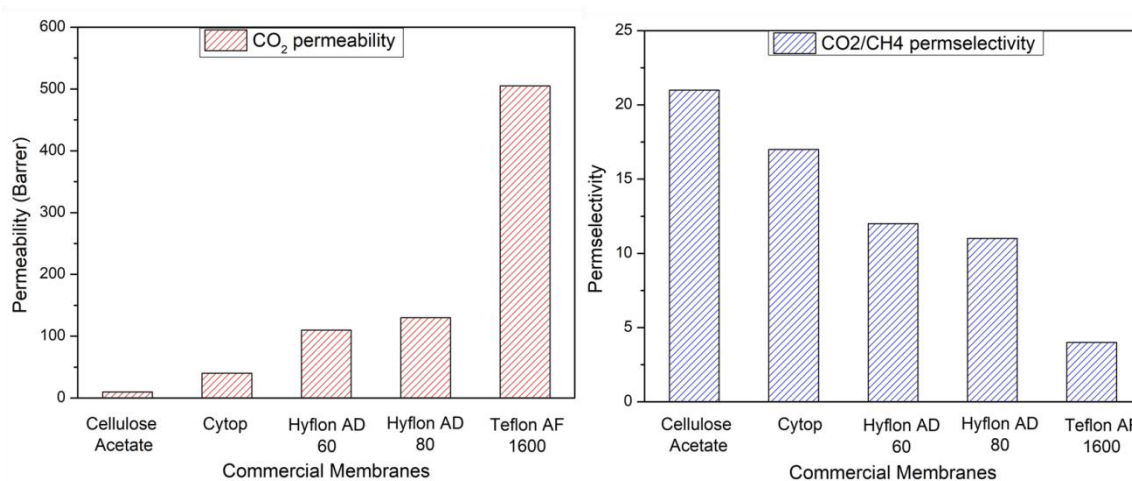 CO₂ permeability
Permeability (Barrer)
600
500
400
300
200
100
0
Cellulose
Acetate
Cytop
Hyflon AD
60
Hyflon AD
80
Teflon AF
1600
Commercial Membranes
CO2/CH4 permselectivity
Permselectivity
25
20
15
10
5
0
Cellulose
Acetate
Cytop
Hyflon AD
60
Hyflon AD
80
Teflon AF
1600
Commercial Membranes